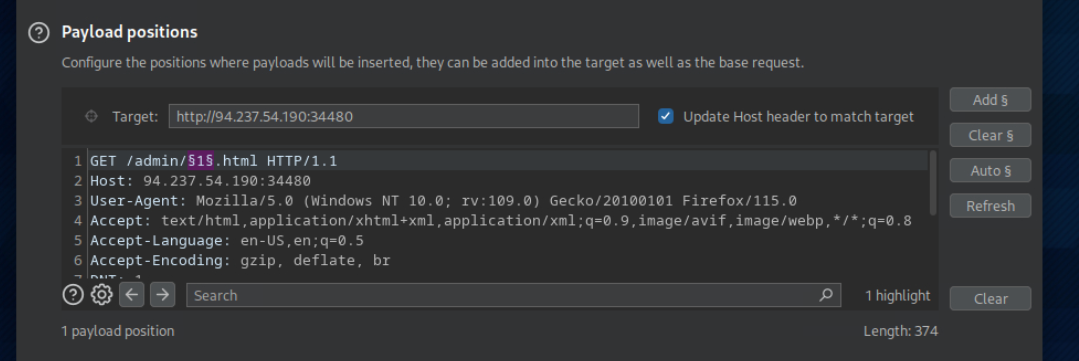 Payload positions
Configure the positions where payloads will be inserted, they can be added into the target as well as the base request.
Target: http://94.237.54.190:34480 Update Host header to match target
Add §
Clear §
Auto §
Refresh
1 GET /admin/§1§.html HTTP/1.1
2 Host: 94.237.54.190:34480
3 User-Agent: Mozilla/5.0 (Windows NT 10.0; rv:109.0) Gecko/20100101 Firefox/115.0
4 Accept: text/html,application/xhtml+xml,application/xml;q=0.9,image/avif,image/webp,*/*;q=0.8
5 Accept-Language: en-US,en;q=0.5
6 Accept-Encoding: gzip, deflate, br
7 DNT: 1
Search 1 highlight Clear
1 payload position Length: 374